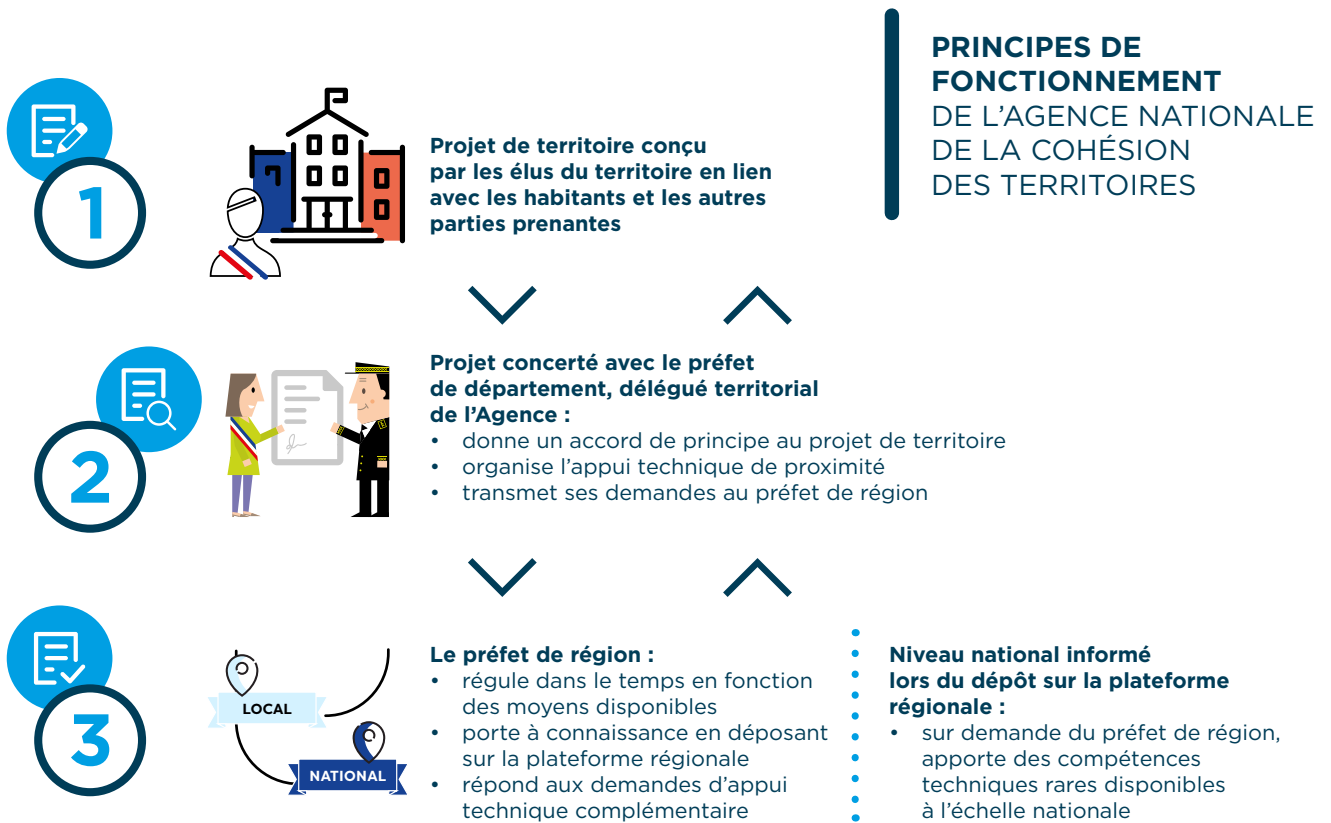 PRINCIPES DE
FONCTIONNEMENT
DE L’AGENCE NATIONALE
DE LA COHÉSION
DES TERRITOIRES
1
Projet de territoire conçu
par les élus du territoire en lien
avec les habitants et les autres
parties prenantes
2
Projet concerté avec le préfet
de département, délégué territorial
de l’Agence :
• donne un accord de principe au projet de territoire
• organise l’appui technique de proximité
• transmet ses demandes au préfet de région
3
LOCAL
NATIONAL
Le préfet de région :
• régule dans le temps en fonction
des moyens disponibles
• porte à connaissance en déposant
sur la plateforme régionale
• répond aux demandes d’appui
technique complémentaire
Niveau national informé
lors du dépôt sur la plateforme
régionale :
• sur demande du préfet de région,
apporte des compétences
techniques rares disponibles
à l’échelle nationale